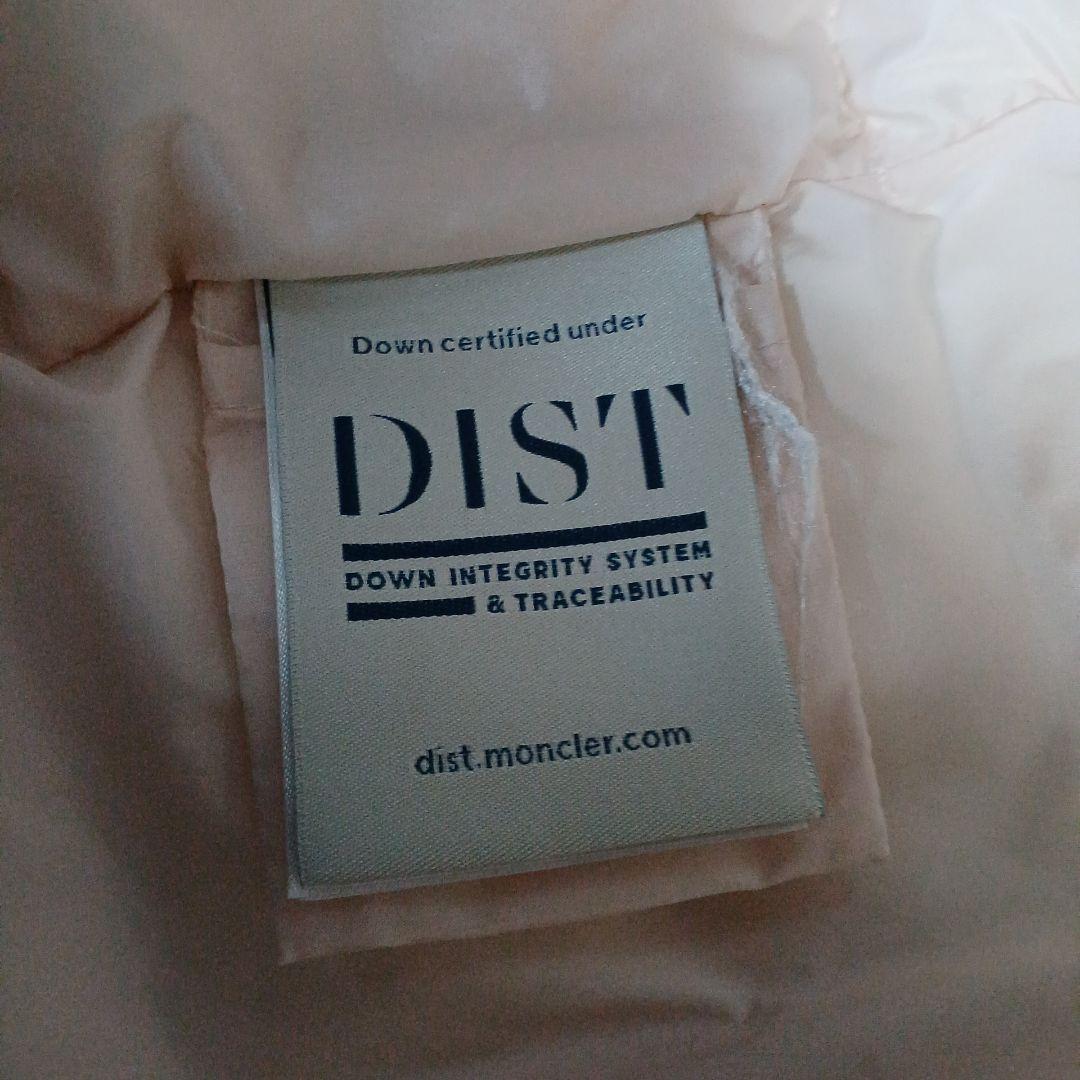 Down certified under
DIST
DOWN INTEGRITY SYSTEM
& TRACEABILITY
dist.moncler.com